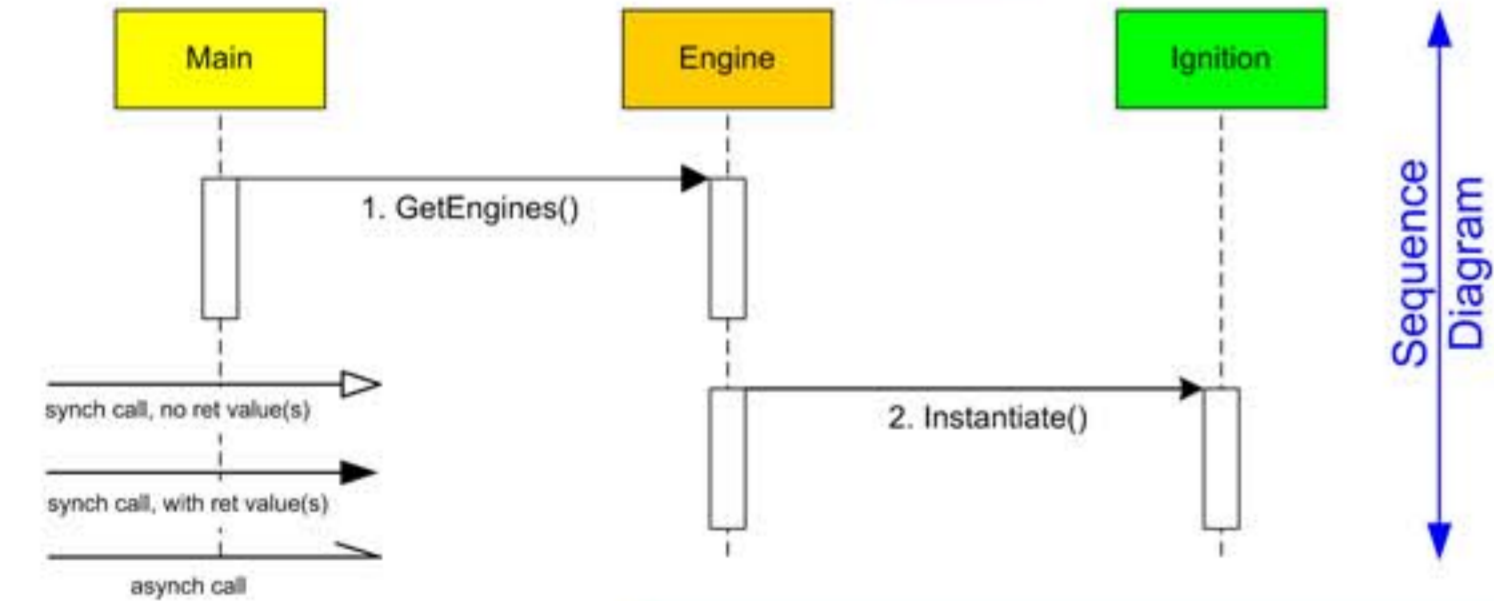 Main
Engine
Ignition
1. GetEngines()
synch call, no ret value(s)
2. Instantiate()
synch call, with ret value(s)
asynch call
Sequence
Diagram